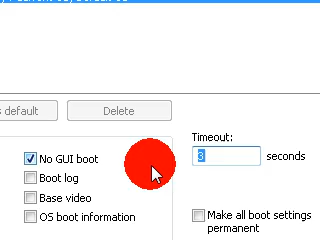 s default
Delete
Timeout:
3 seconds
No GUI boot
Boot log
Base video
OS boot information
Make all boot settings
permanent